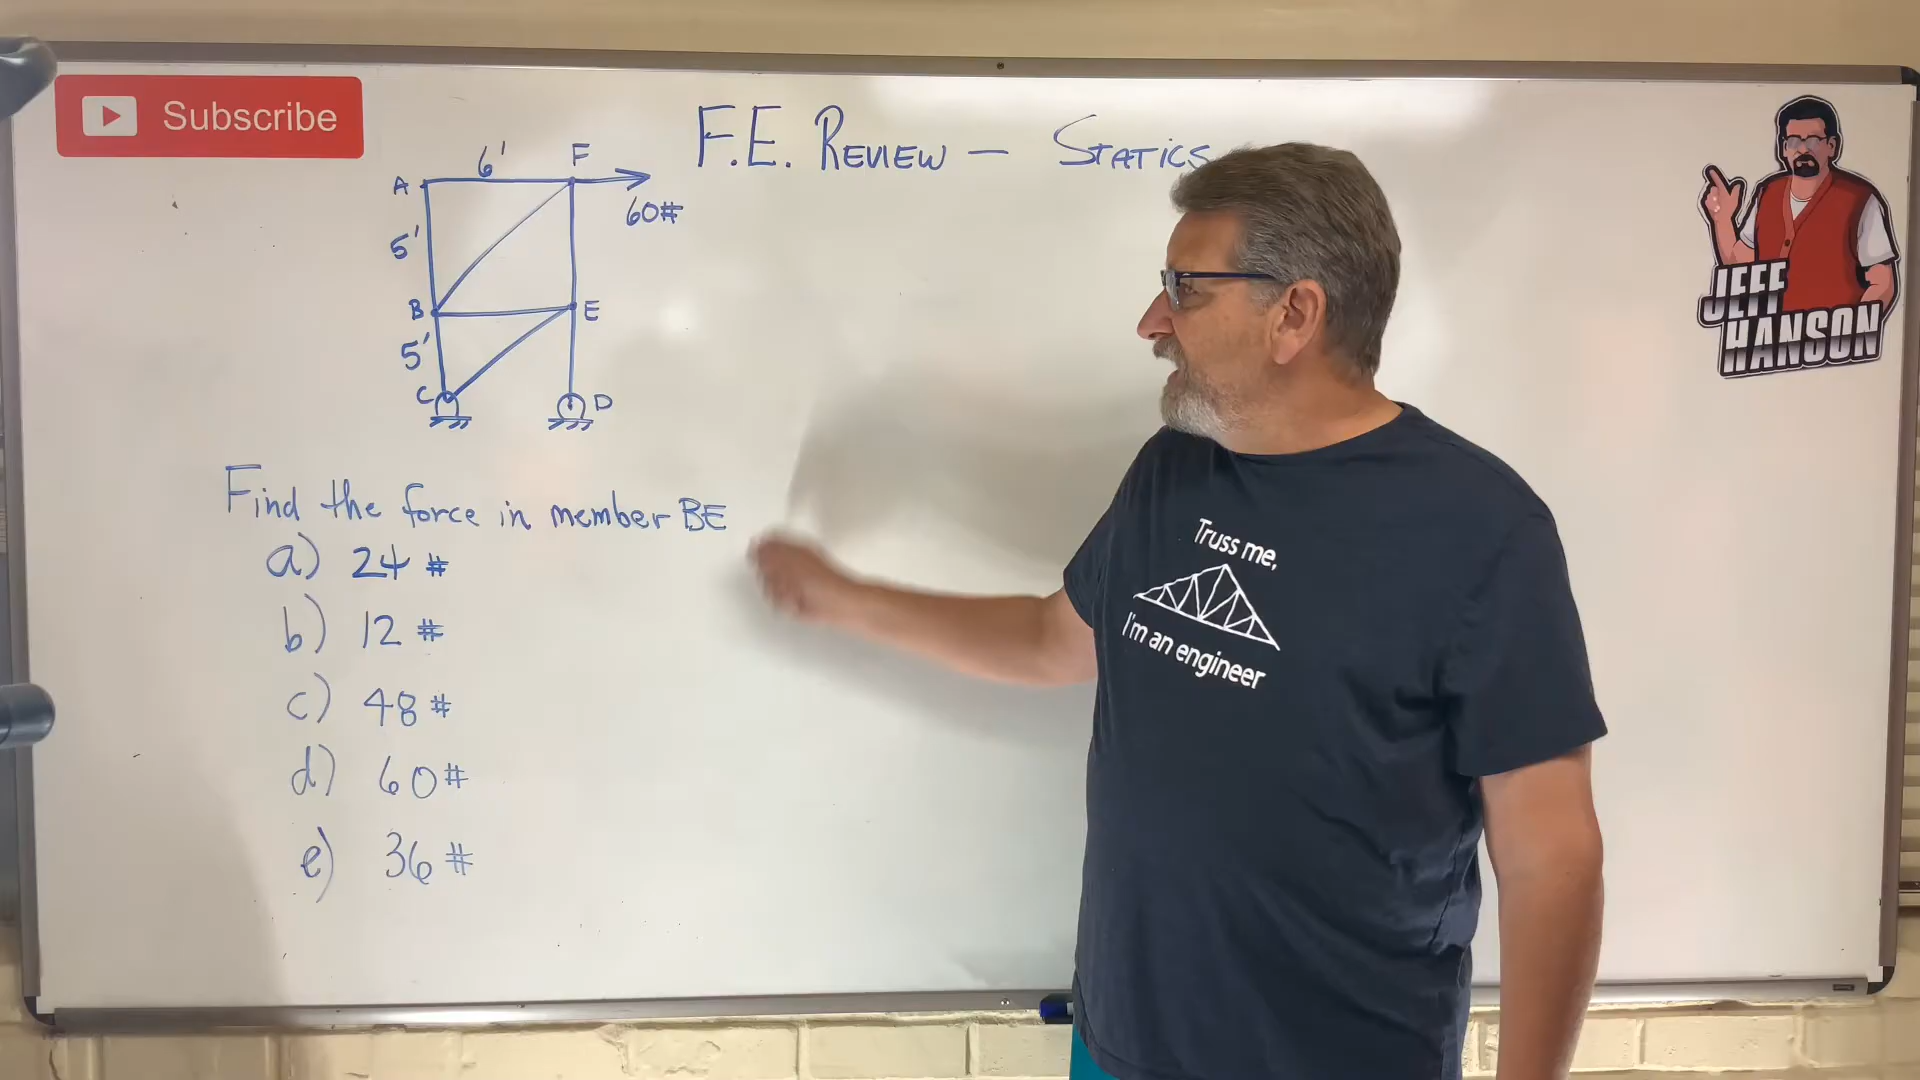 Subscribe
F.E. REVIEW – STATICS
6'
F
A
60#
5'
B
E
5'
C
D
Find the force in member BE
a) 24 #
b) 12 #
c) 48 #
d) 60 #
e) 36 #
Truss me,
I'm an engineer
JEFF
HANSON